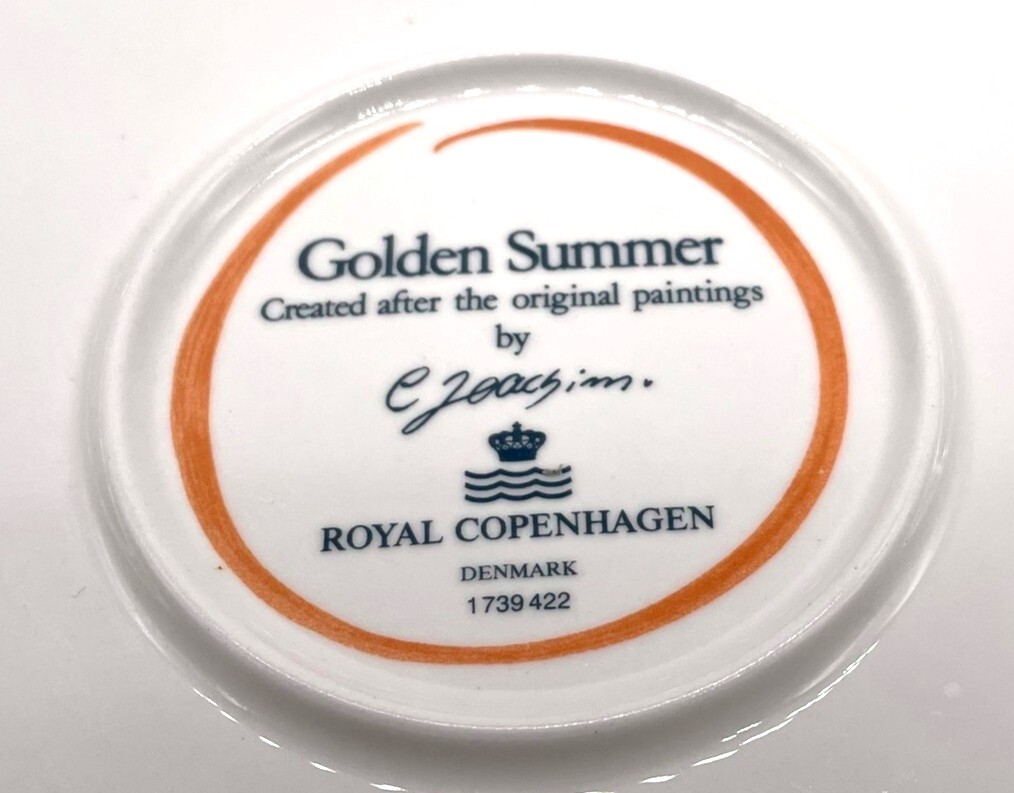 Golden Summer
Created after the original paintings
by
C Joachim.
ROYAL COPENHAGEN
DENMARK
1739 422